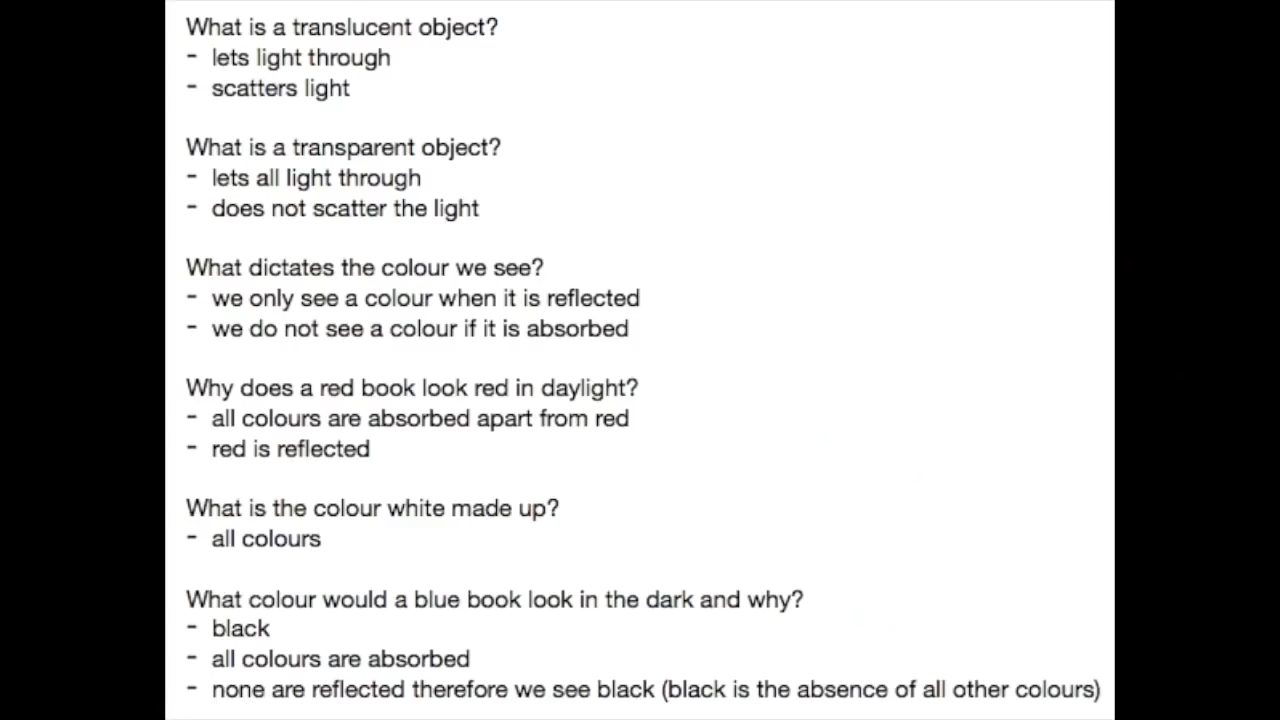 What is a translucent object?
- lets light through
- scatters light
What is a transparent object?
- lets all light through
- does not scatter the light
What dictates the colour we see?
- we only see a colour when it is reflected
- we do not see a colour if it is absorbed
Why does a red book look red in daylight?
- all colours are absorbed apart from red
- red is reflected
What is the colour white made up?
- all colours
What colour would a blue book look in the dark and why?
- black
- all colours are absorbed
- none are reflected therefore we see black (black is the absence of all other colours)